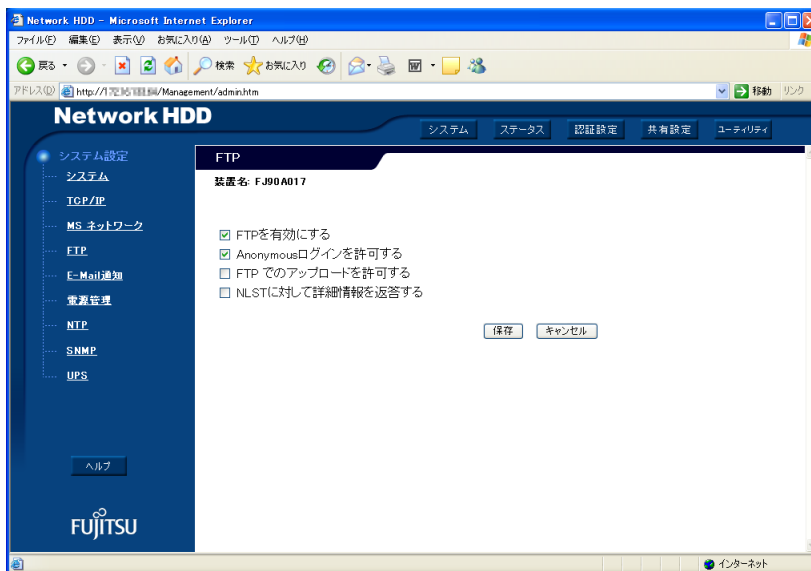 Network HDD - Microsoft Internet Explorer
ファイル(F) 編集(E) 表示(V) お気に入り(A) ツール(T) ヘルプ(H)
戻る 検索 お気に入り
アドレス(D) http://1 /Management/admin.htm 移動 リンク
Network HDD
システム ステータス 認証設定 共有設定 ユーティリティ
システム設定
システム
TCP/IP
MS ネットワーク
FTP
E-Mail通知
電源管理
NTP
SNMP
UPS
ヘルプ
FUJITSU
FTP
装置名: FJ90A017
FTPを有効にする
Anonymousログインを許可する
FTP でのアップロードを許可する
NLSTに対して詳細情報を返答する
保存 キャンセル
インターネット